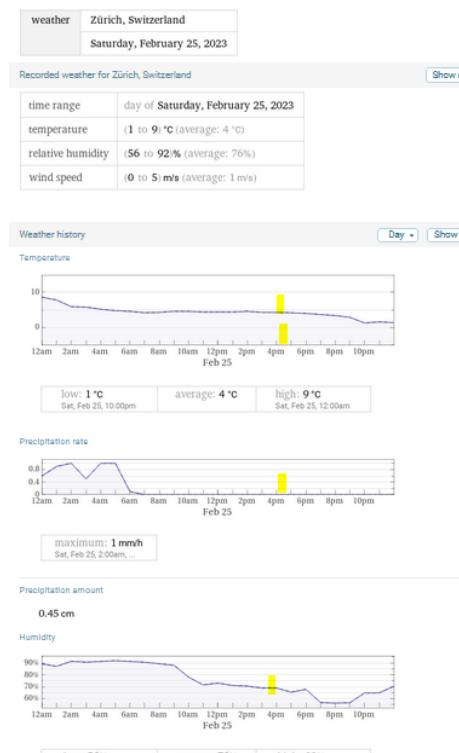 weather Zürich, Switzerland
Saturday, February 25, 2023
Recorded weather for Zürich, Switzerland Show
time range day of Saturday, February 25, 2023
temperature (1 to 9) °C (average: 4 °C)
relative humidity (56 to 92)% (average: 76%)
wind speed (0 to 5) m/s (average: 1 m/s)
Weather history Day Show
Temperature
10
0
12am 2am 4am 6am 8am 10am 12pm 2pm 4pm 6pm 8pm 10pm
Feb 25
low: 1 °C average: 4 °C high: 9 °C
Sat, Feb 25, 10:00pm Sat, Feb 25, 12:00am
Precipitation rate
0.8
0.4
0
12am 2am 4am 6am 8am 10am 12pm 2pm 4pm 6pm 8pm 10pm
Feb 25
maximum: 1 mm/h
Sat, Feb 25, 2:00am, ...
Precipitation amount
0.45 cm
Humidity
90%
80%
70%
60%
12am 2am 4am 6am 8am 10am 12pm 2pm 4pm 6pm 8pm 10pm
Feb 25